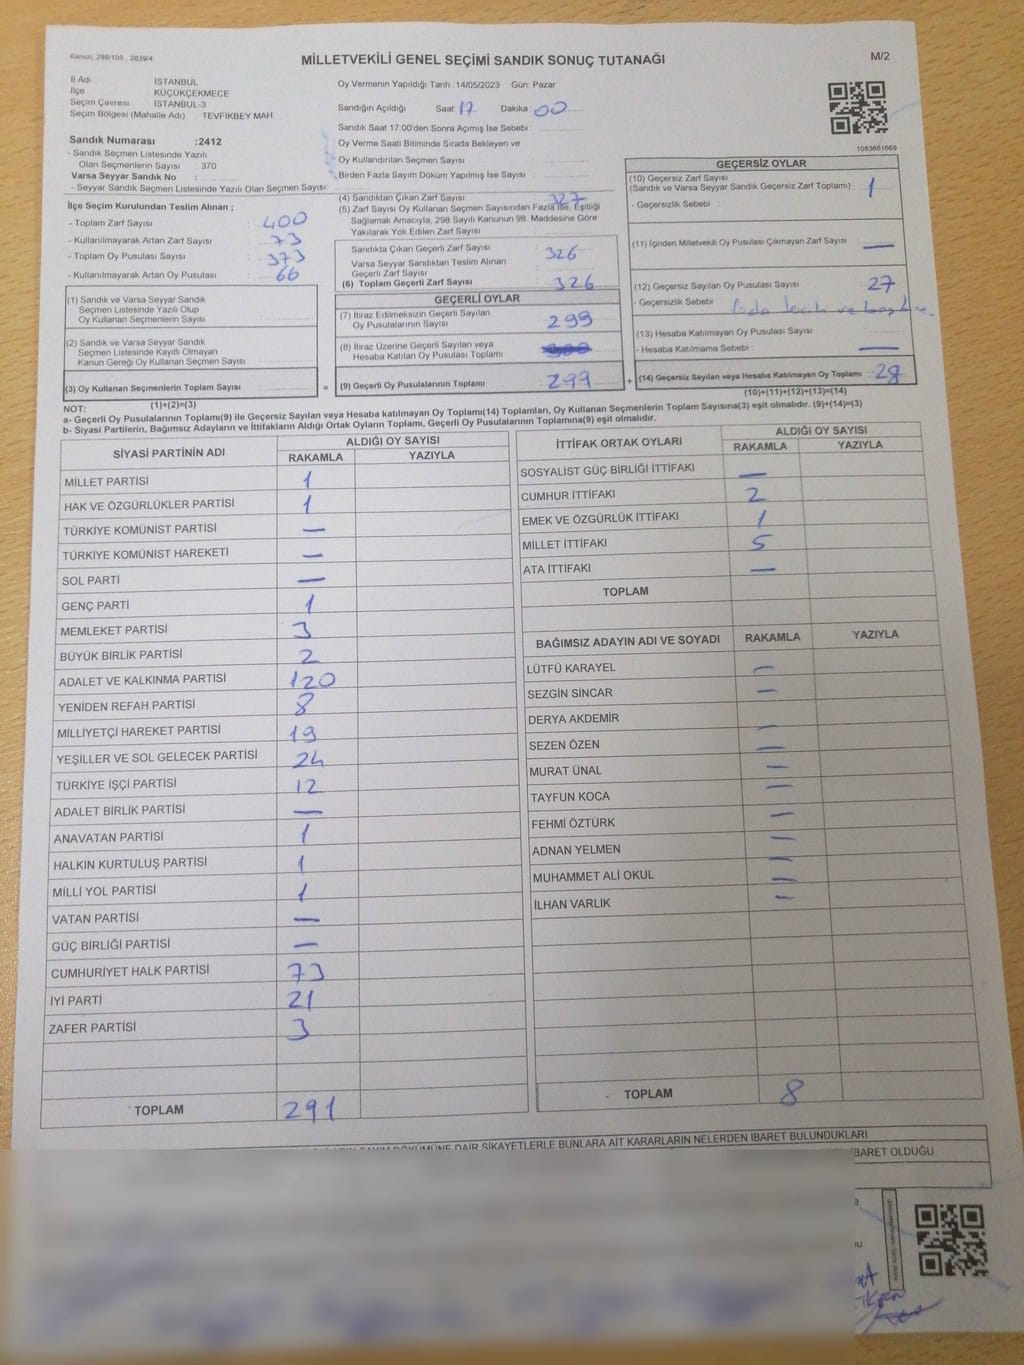 Kanun, 298/105, 2839/4
MİLLETVEKİLİ GENEL SEÇİMİ SANDIK SONUÇ TUTANAĞI
M/2
İl Adı : İSTANBUL
İlçe : KÜÇÜKÇEKMECE
Seçim Çevresi : İSTANBUL-3
Seçim Bölgesi (Mahalle Adı) : TEVFİKBEY MAH.
Sandık Numarası :2412
- Sandık Seçmen Listesinde Yazılı
Olan Seçmenlerin Sayısı : 370
Varsa Seyyar Sandık No :
- Seyyar Sandık Seçmen Listesinde Yazılı Olan Seçmen Sayısı:
İlçe Seçim Kurulundan Teslim Alınan ;
- Toplam Zarf Sayısı : 400
- Kullanılmayarak Artan Zarf Sayısı : 73
- Toplam Oy Pusulası Sayısı : 373
- Kullanılmayarak Artan Oy Pusulası : 66
(1) Sandık ve Varsa Seyyar Sandık
Seçmen Listesinde Yazılı Olup
Oy Kullanan Seçmenlerin Sayısı
(2) Sandık ve Varsa Seyyar Sandık
Seçmen Listesinde Kayıtlı Olmayan
Kanun Gereği Oy Kullanan Seçmen Sayısı
(3) Oy Kullanan Seçmenlerin Toplam Sayısı
(1)+(2)=(3)
Oy Vermenin Yapıldığı Tarih :14/05/2023 Gün: Pazar
Sandığın Açıldığı Saat: 17 Dakika 00
Sandık Saat 17:00'den Sonra Açımış İse Sebebi :
Oy Verme Saati Bitiminde Sırada Bekleyen ve
Oy Kullandırılan Seçmen Sayısı :
Birden Fazla Sayım Döküm Yapılmış İse Sayısı :
(4) Sandıktan Çıkan Zarf Sayısı : 327
(5) Zarf Sayısı Oy Kullanan Seçmen Sayısından Fazla İse, Eşitliği
Sağlamak Amacıyla, 298 Sayılı Kanunun 98. Maddesine Göre
Yakılarak Yok Edilen Zarf Sayısı :
Sandıkta Çıkan Geçerli Zarf Sayısı : 326
Varsa Seyyar Sandıktan Teslim Alınan
Geçerli Zarf Sayısı :
(6) Toplam Geçerli Zarf Sayısı : 326
GEÇERLİ OYLAR
(7) İtiraz Edilmeksizin Geçerli Sayılan
Oy Pusulasının Sayısı : 299
(8) İtiraz Üzerine Geçerli Sayılan veya
Hesaba Katılan Oy Pusulası Toplamı :
= (9) Geçerli Oy Pusulalarının Toplamı : 299 +
1083681669
GEÇERSİZ OYLAR
(10) Geçersiz Zarf Sayısı
(Sandık ve Varsa Seyyar Sandık Geçersiz Zarf Toplamı) : 1
- Geçersizlik Sebebi :
(11) İçinden Milletvekili Oy Pusulası Çıkmayan Zarf Sayısı : —
(12) Geçersiz Sayılan Oy Pusulası Sayısı : 27
- Geçersizlik Sebebi :
(13) Hesaba Katılmayan Oy Pusulası Sayısı : —
- Hesaba Katılmama Sebebi :
(14) Geçersiz Sayılan veya Hesaba Katılmayan Oy Toplamı : 28
(10)+(11)+(12)+(13)=(14)
NOT:
a- Geçerli Oy Pusulalarının Toplamı(9) ile Geçersiz Sayılan veya Hesaba katılmayan Oy Toplamı(14) Toplamları, Oy Kullanan Seçmenlerin Toplam Sayısına(3) eşit olmalıdır. (9)+(14)=(3)
b- Siyasi Partilerin, Bağımsız Adayların ve İttifakların Aldığı Ortak Oyların Toplamı, Geçerli Oy Pusulalarının Toplamına(9) eşit olmalıdır.
SİYASİ PARTİNİN ADI
ALDIĞI OY SAYISI
RAKAMLA YAZIYLA
MİLLET PARTİSİ 1
HAK VE ÖZGÜRLÜKLER PARTİSİ 1
TÜRKİYE KOMÜNİST PARTİSİ —
TÜRKİYE KOMÜNİST HAREKETİ —
SOL PARTİ —
GENÇ PARTİ 1
MEMLEKET PARTİSİ 3
BÜYÜK BİRLİK PARTİSİ 2
ADALET VE KALKINMA PARTİSİ 120
YENİDEN REFAH PARTİSİ 8
MİLLİYETÇİ HAREKET PARTİSİ 19
YEŞİLLER VE SOL GELECEK PARTİSİ 24
TÜRKİYE İŞÇİ PARTİSİ 12
ADALET BİRLİK PARTİSİ —
ANAVATAN PARTİSİ 1
HALKIN KURTULUŞ PARTİSİ 1
MİLLİ YOL PARTİSİ 1
VATAN PARTİSİ —
GÜÇ BİRLİĞİ PARTİSİ —
CUMHURİYET HALK PARTİSİ 73
İYİ PARTİ 21
ZAFER PARTİSİ 3
TOPLAM 291
İTTİFAK ORTAK OYLARI
ALDIĞI OY SAYISI
RAKAMLA YAZIYLA
SOSYALİST GÜÇ BİRLİĞİ İTTİFAKI —
CUMHUR İTTİFAKI 2
EMEK VE ÖZGÜRLÜK İTTİFAKI 1
MİLLET İTTİFAKI 5
ATA İTTİFAKI —
TOPLAM
BAĞIMSIZ ADAYIN ADI VE SOYADI RAKAMLA YAZIYLA
LÜTFÜ KARAYEL —
SEZGİN SİNCAR —
DERYA AKDEMİR —
SEZEN ÖZEN —
MURAT ÜNAL —
TAYFUN KOCA —
FEHMİ ÖZTÜRK —
ADNAN YELMEN —
MUHAMMET ALİ OKUL —
İLHAN VARLIK —
TOPLAM 8
DÖKÜMÜNE DAİR ŞİKAYETLERLE BUNLARA AİT KARARLARIN NELERDEN İBARET BULUNDUKLARI
İBARET OLDUĞU